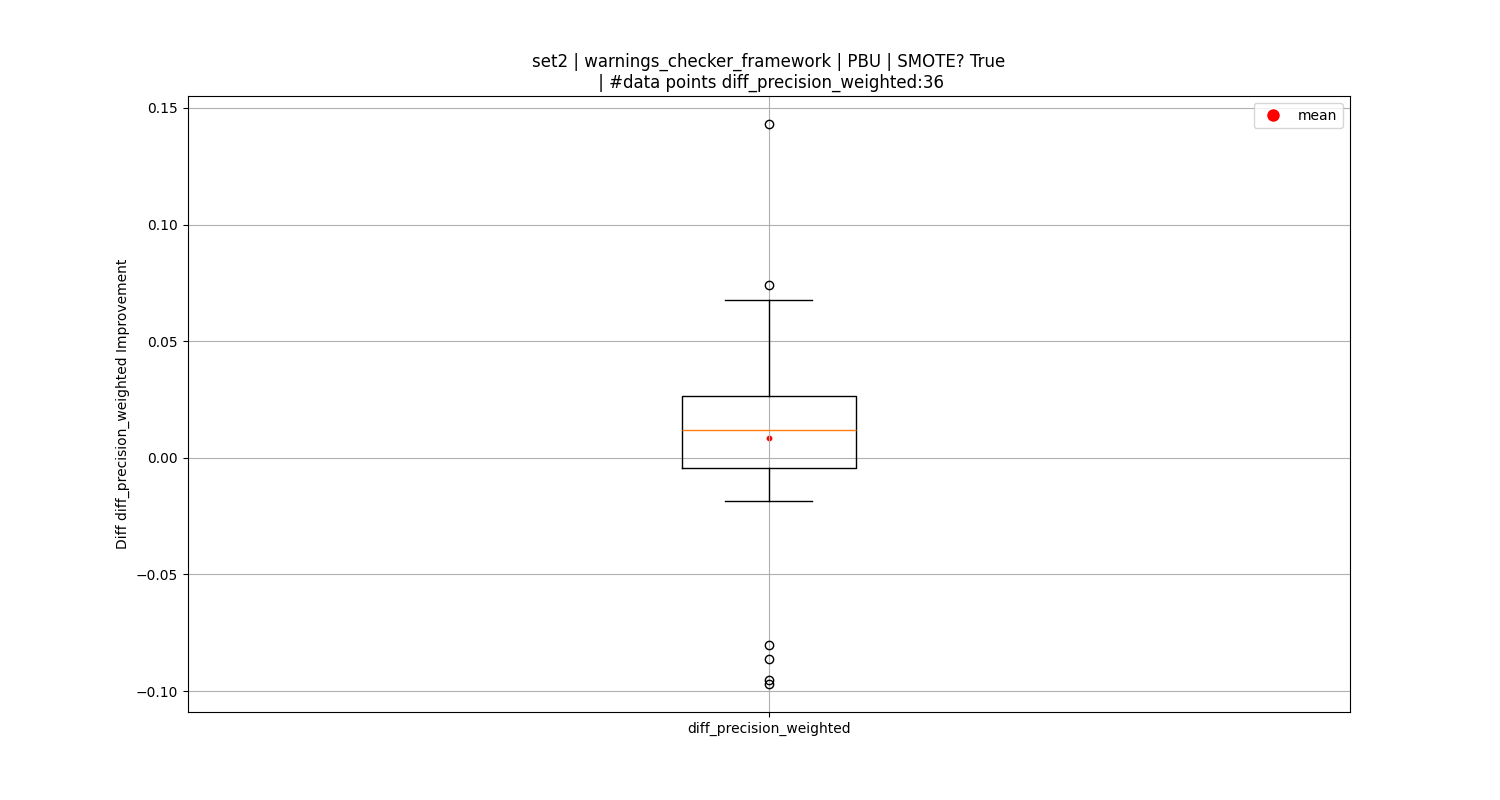 set2 | warnings_checker_framework | PBU | SMOTE? True
| #data points diff_precision_weighted:36
mean
0.15
0.10
0.05
0.00
−0.05
−0.10
Diff diff_precision_weighted Improvement
diff_precision_weighted